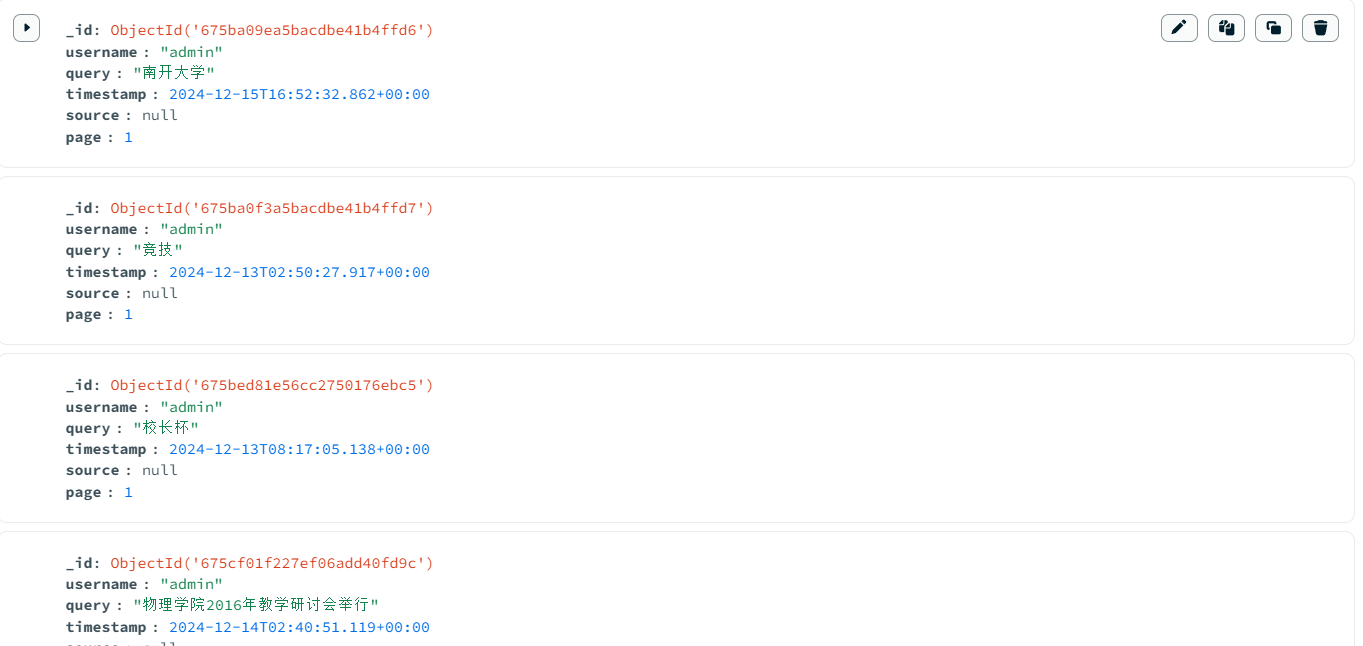 _id: ObjectId('675ba09ea5bacdbe41b4ffd6')
username : "admin"
query : "南开大学"
timestamp : 2024-12-15T16:52:32.862+00:00
source : null
page : 1
_id: ObjectId('675ba0f3a5bacdbe41b4ffd7')
username : "admin"
query : "竞技"
timestamp : 2024-12-13T02:50:27.917+00:00
source : null
page : 1
_id: ObjectId('675bed81e56cc2750176ebc5')
username : "admin"
query : "校长杯"
timestamp : 2024-12-13T08:17:05.138+00:00
source : null
page : 1
_id: ObjectId('675cf01f227ef06add40fd9c')
username : "admin"
query : "物理学院2016年教学研讨会举行"
timestamp : 2024-12-14T02:40:51.119+00:00